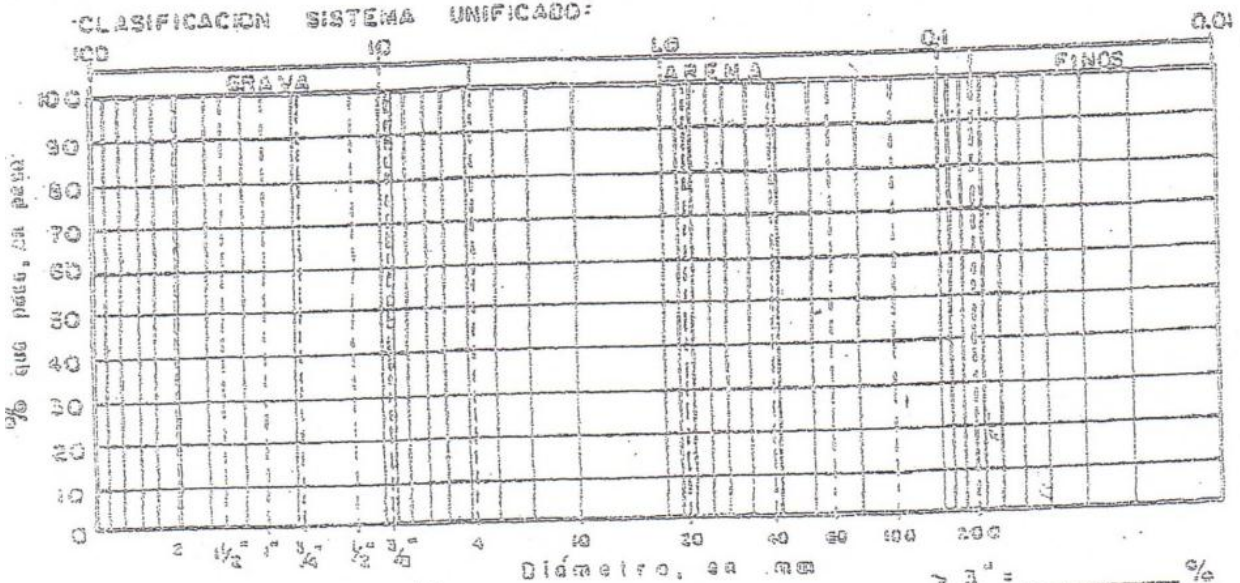 CLASIFICACION SISTEMA UNIFICADO:
100 10 1.0 0.1 0.01
GRAVA ARENA FINOS
% que pasa, en peso
100
90
80
70
60
50
40
30
20
10
0
2 1½" 1" ¾" ½" ⅜" 4 10 20 40 60 100 200
Diámetro, en mm
> 3" = %